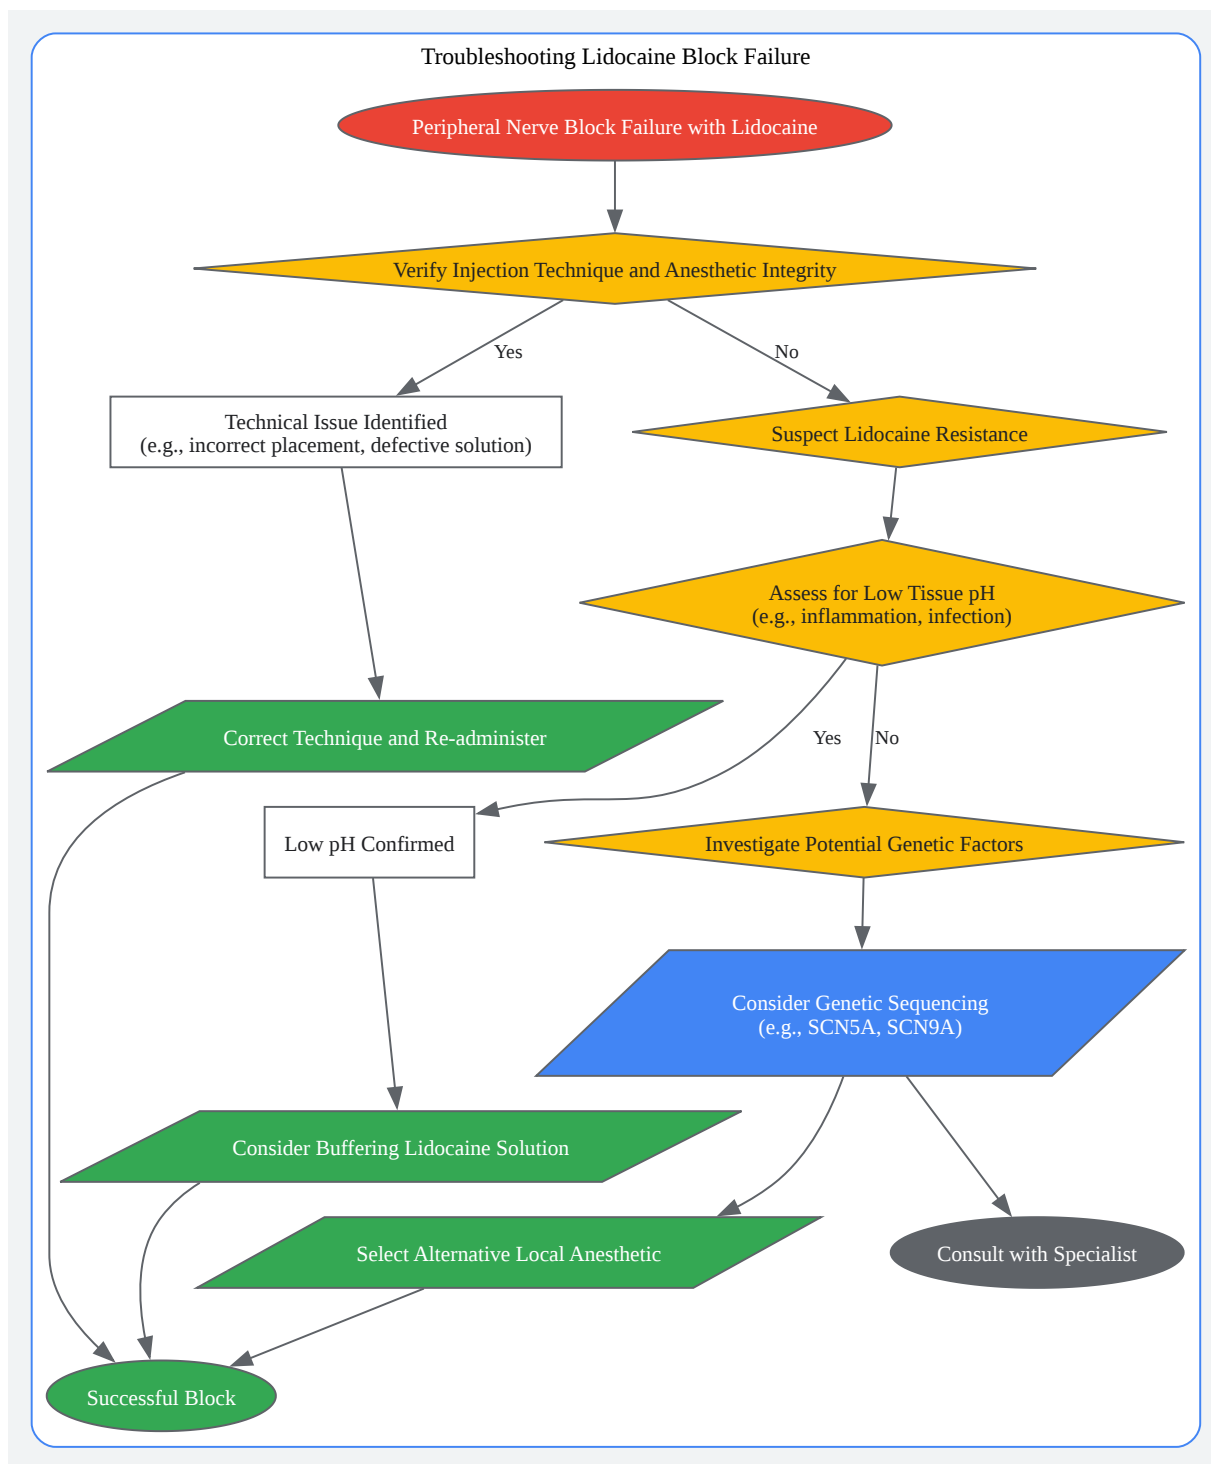 Troubleshooting Lidocaine Block Failure
Peripheral Nerve Block Failure with Lidocaine
Verify Injection Technique and Anesthetic Integrity
Yes
No
Technical Issue Identified
(e.g., incorrect placement, defective solution)
Suspect Lidocaine Resistance
Assess for Low Tissue pH
(e.g., inflammation, infection)
Correct Technique and Re-administer
Yes
No
Low pH Confirmed
Investigate Potential Genetic Factors
Consider Genetic Sequencing
(e.g., SCN5A, SCN9A)
Consider Buffering Lidocaine Solution
Select Alternative Local Anesthetic
Consult with Specialist
Successful Block